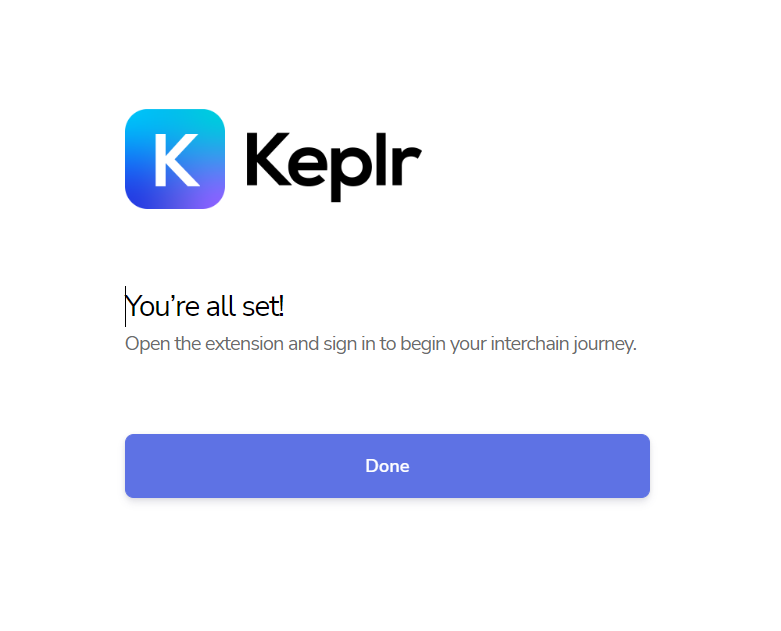 K Keplr
You’re all set!
Open the extension and sign in to begin your interchain journey.
Done